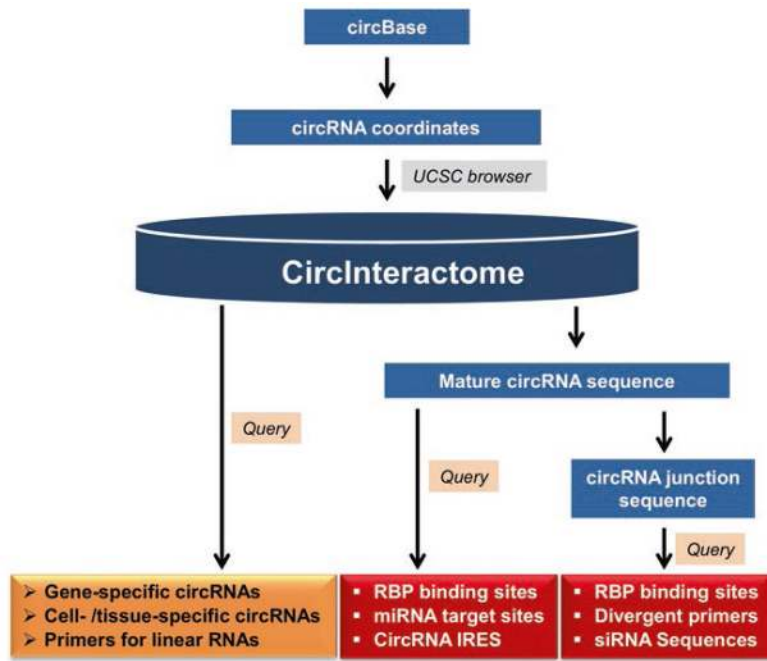 circBase
circRNA coordinates
UCSC browser
CircInteractome
Mature circRNA sequence
Query
Query
circRNA junction
sequence
Query
➢ Gene-specific circRNAs
➢ Cell- /tissue-specific circRNAs
➢ Primers for linear RNAs
▪ RBP binding sites
▪ miRNA target sites
▪ CircRNA IRES
▪ RBP binding sites
▪ Divergent primers
▪ siRNA Sequences